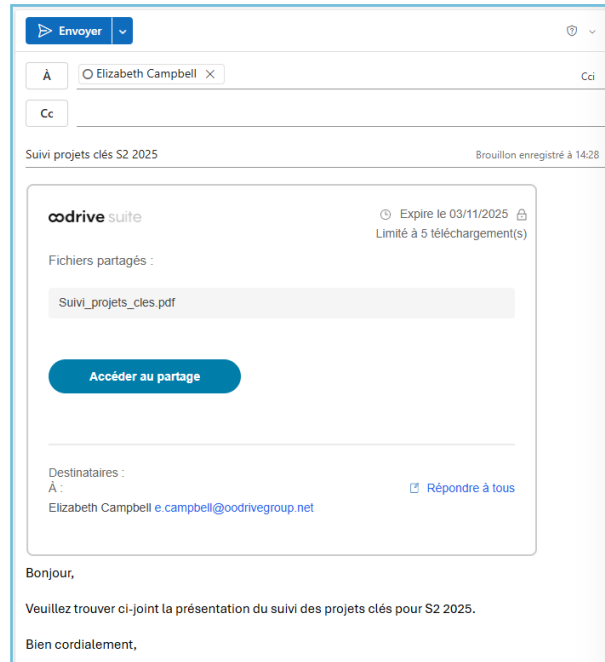 Envoyer
À
Elizabeth Campbell
Cci
Cc
Suivi projets clés S2 2025
Brouillon enregistré à 14:28
oodrive suite
Expire le 03/11/2025
Limité à 5 téléchargement(s)
Fichiers partagés :
Suivi_projets_cles.pdf
Accéder au partage
Destinataires :
À :
Répondre à tous
Elizabeth Campbell e.campbell@oodrivegroup.net
Bonjour,
Veuillez trouver ci-joint la présentation du suivi des projets clés pour S2 2025.
Bien cordialement,